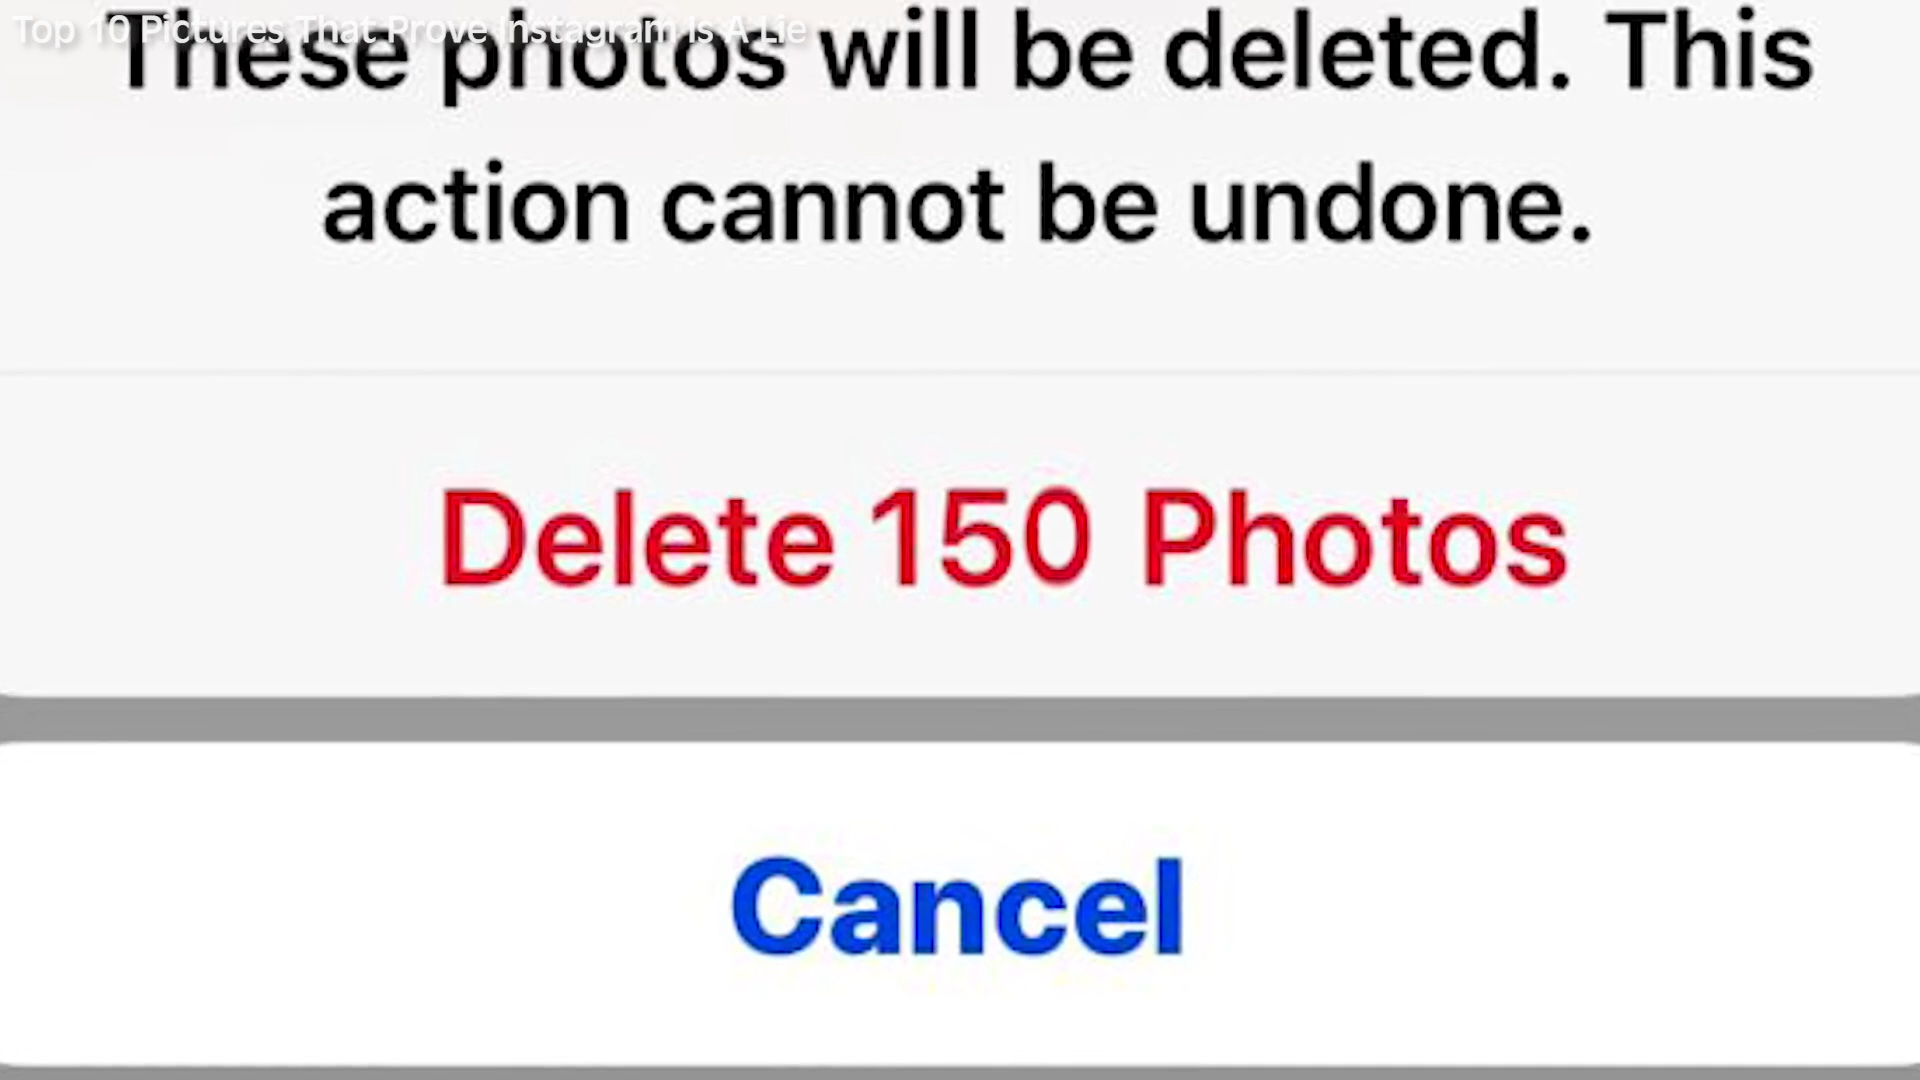 Top 10 Pictures That Prove Instagram Is A Lie
These photos will be deleted. This
action cannot be undone.
Delete 150 Photos
Cancel